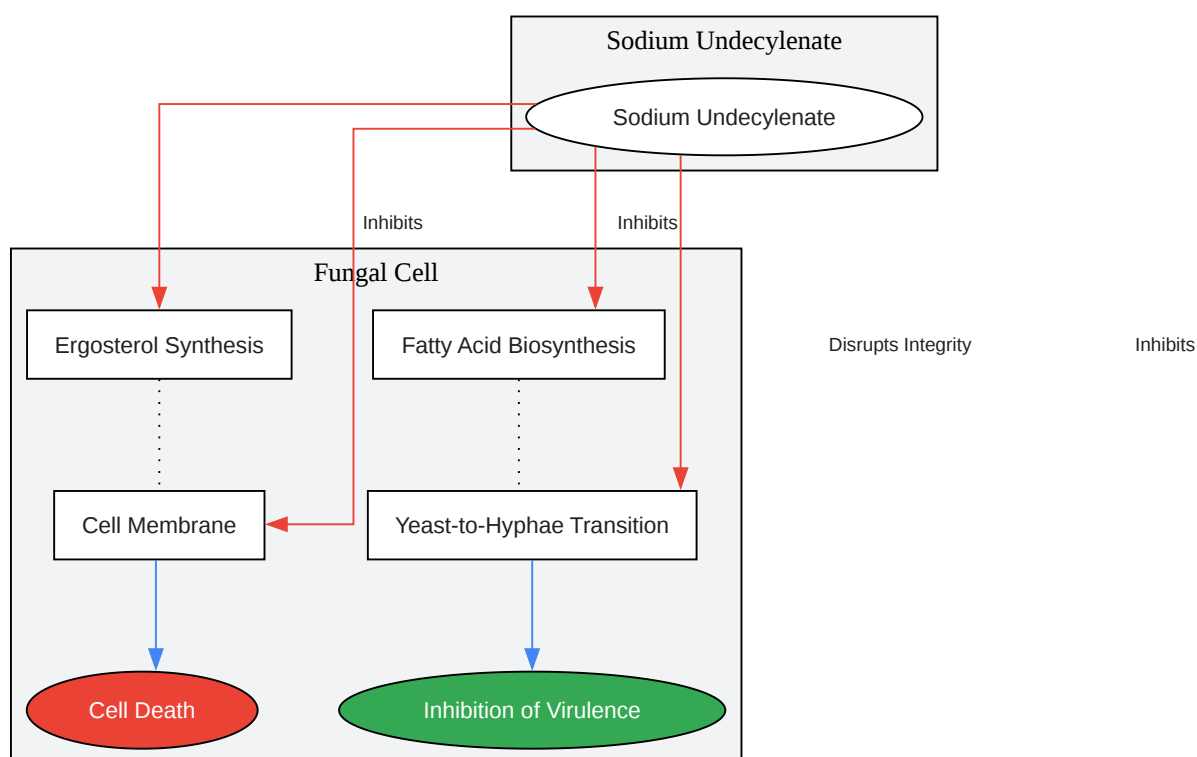 Sodium Undecylenate
Sodium Undecylenate
Inhibits
Inhibits
Fungal Cell
Ergosterol Synthesis
Fatty Acid Biosynthesis
Disrupts Integrity
Inhibits
Cell Membrane
Yeast-to-Hyphae Transition
Cell Death
Inhibition of Virulence